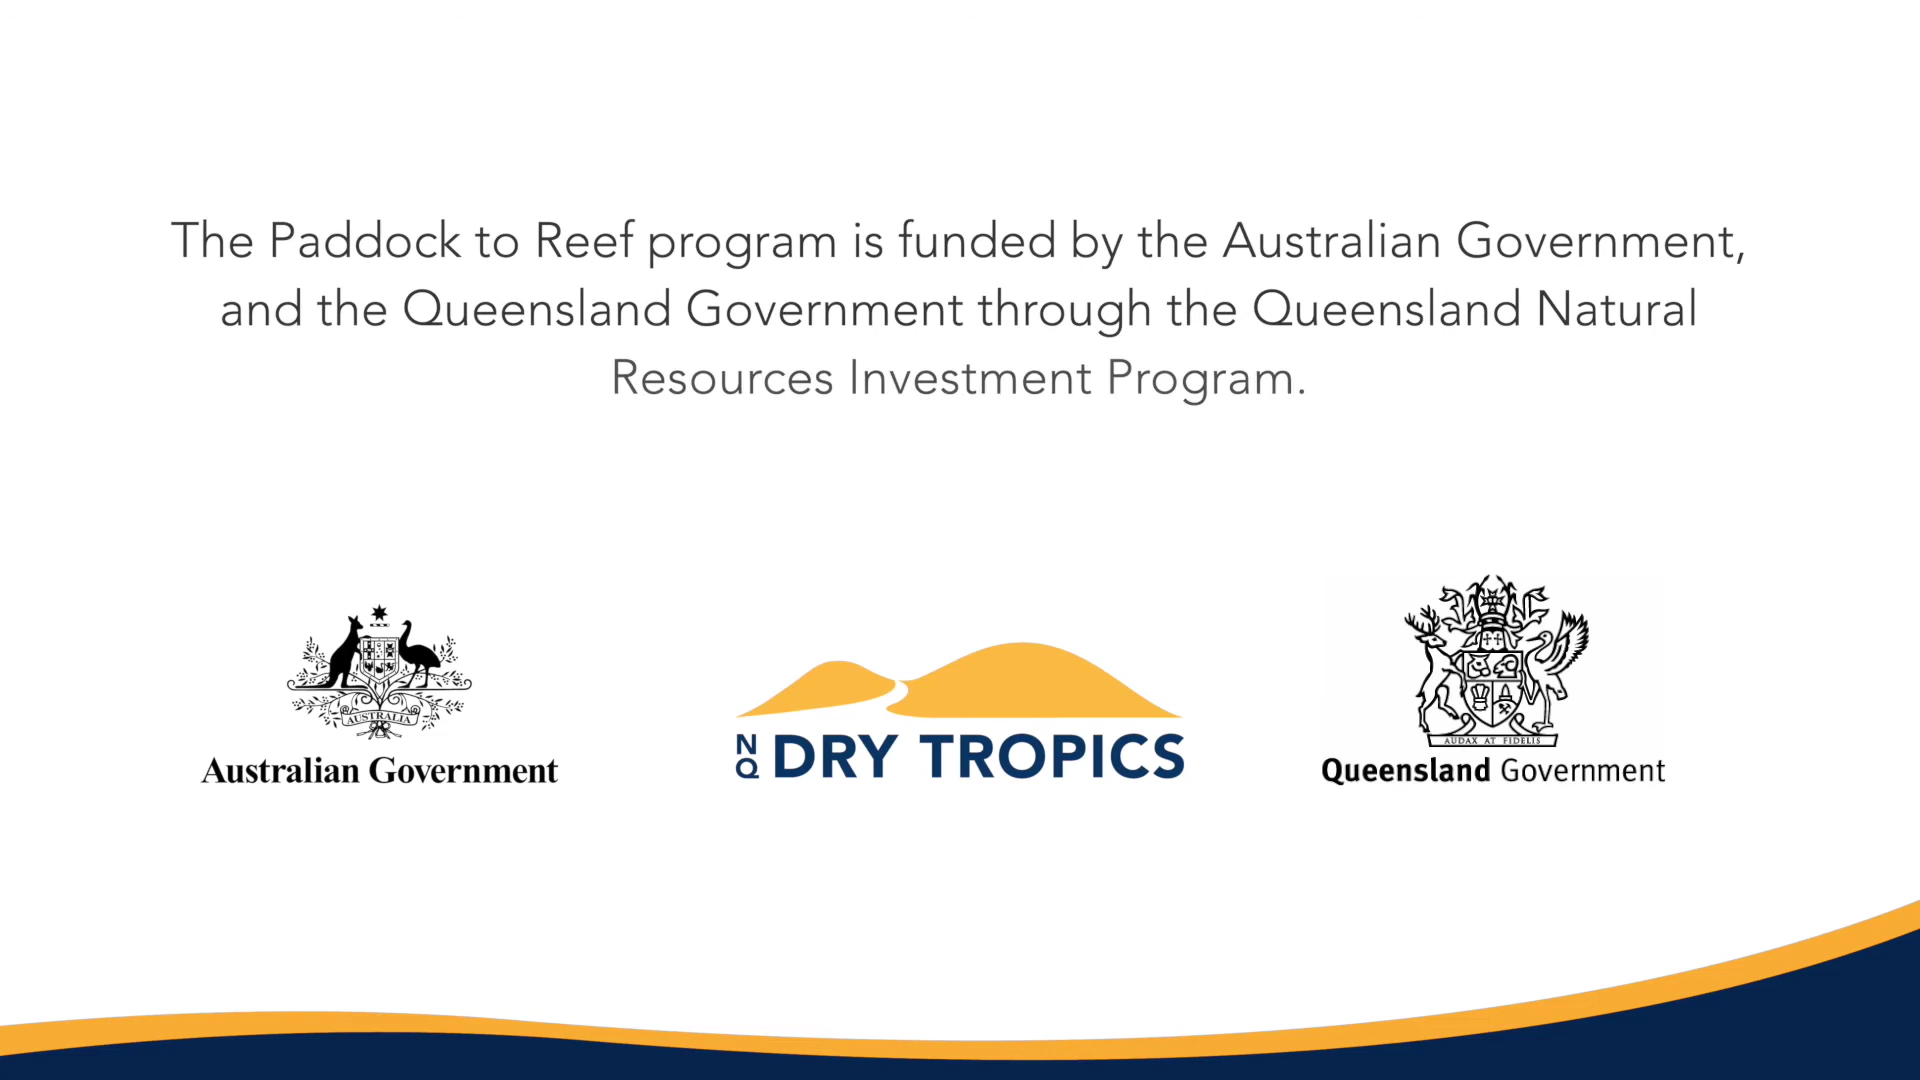 The Paddock to Reef program is funded by the Australian Government,
and the Queensland Government through the Queensland Natural
Resources Investment Program.
AUSTRALIA
Australian Government
NQ DRY TROPICS
AUDAX AT FIDELIS
Queensland Government